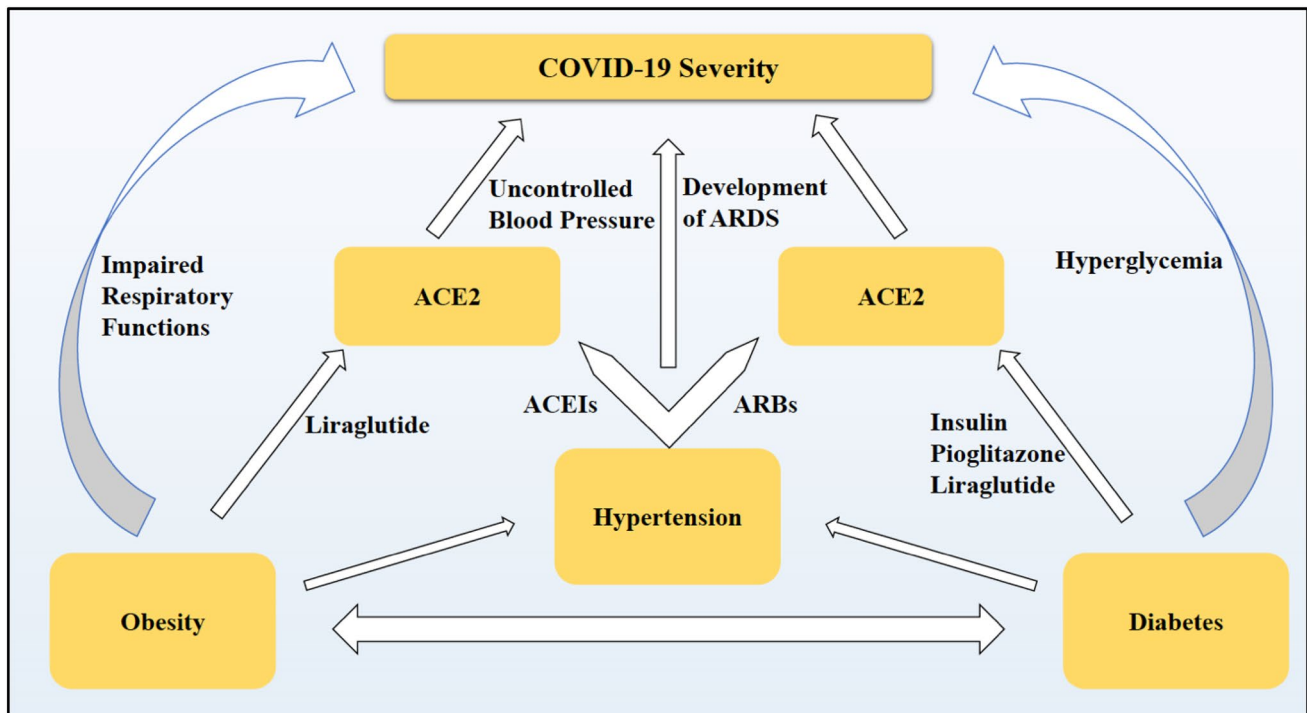 COVID-19 Severity
Uncontrolled
Blood Pressure
Development
of ARDS
Impaired
Respiratory
Functions
Hyperglycemia
ACE2
ACE2
Liraglutide
ACEIs
ARBs
Insulin
Pioglitazone
Liraglutide
Hypertension
Obesity
Diabetes